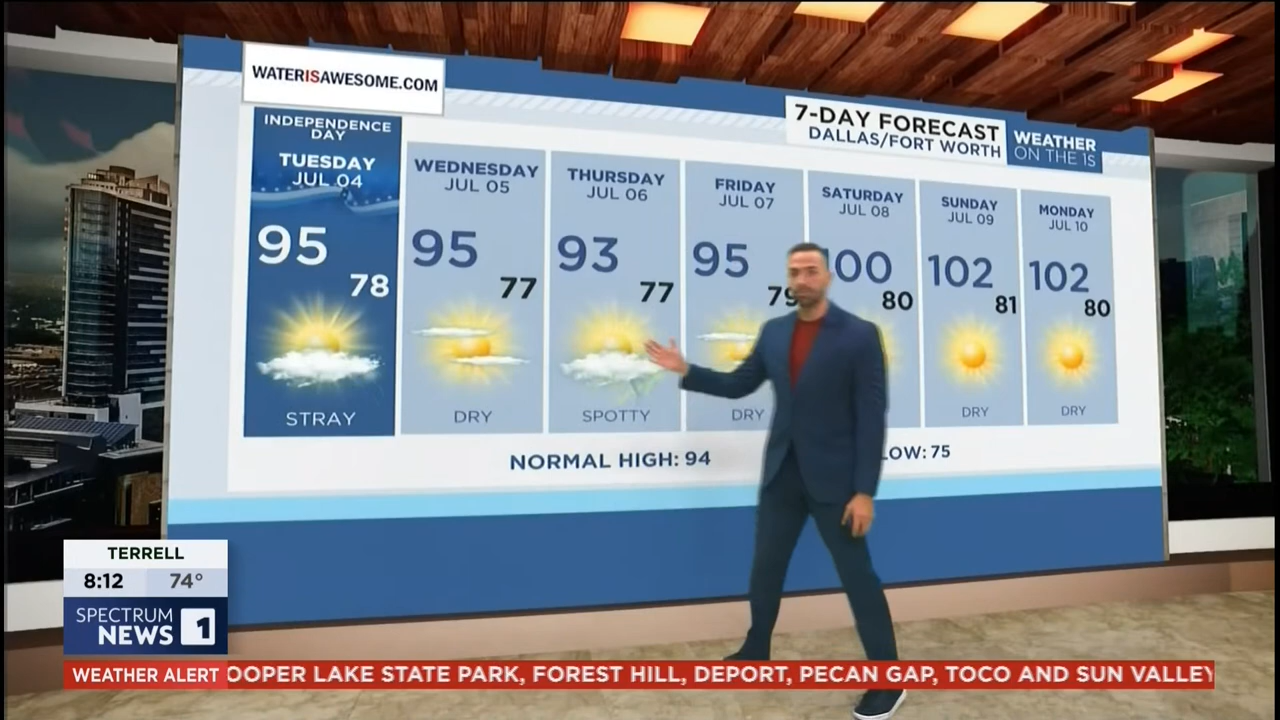 WATERISAWESOME.COM
7-DAY FORECAST
DALLAS/FORT WORTH
WEATHER
ON THE 1S
INDEPENDENCE
DAY
TUESDAY
JUL 04
95
78
STRAY
WEDNESDAY
JUL 05
95
77
DRY
THURSDAY
JUL 06
93
77
SPOTTY
FRIDAY
JUL 07
95
79
DRY
SATURDAY
JUL 08
100
80
SUNDAY
JUL 09
102
81
DRY
MONDAY
JUL 10
102
80
DRY
NORMAL HIGH: 94
LOW: 75
TERRELL
8:12 74°
SPECTRUM
NEWS 1
WEATHER ALERT OOPER LAKE STATE PARK, FOREST HILL, DEPORT, PECAN GAP, TOCO AND SUN VALLEY